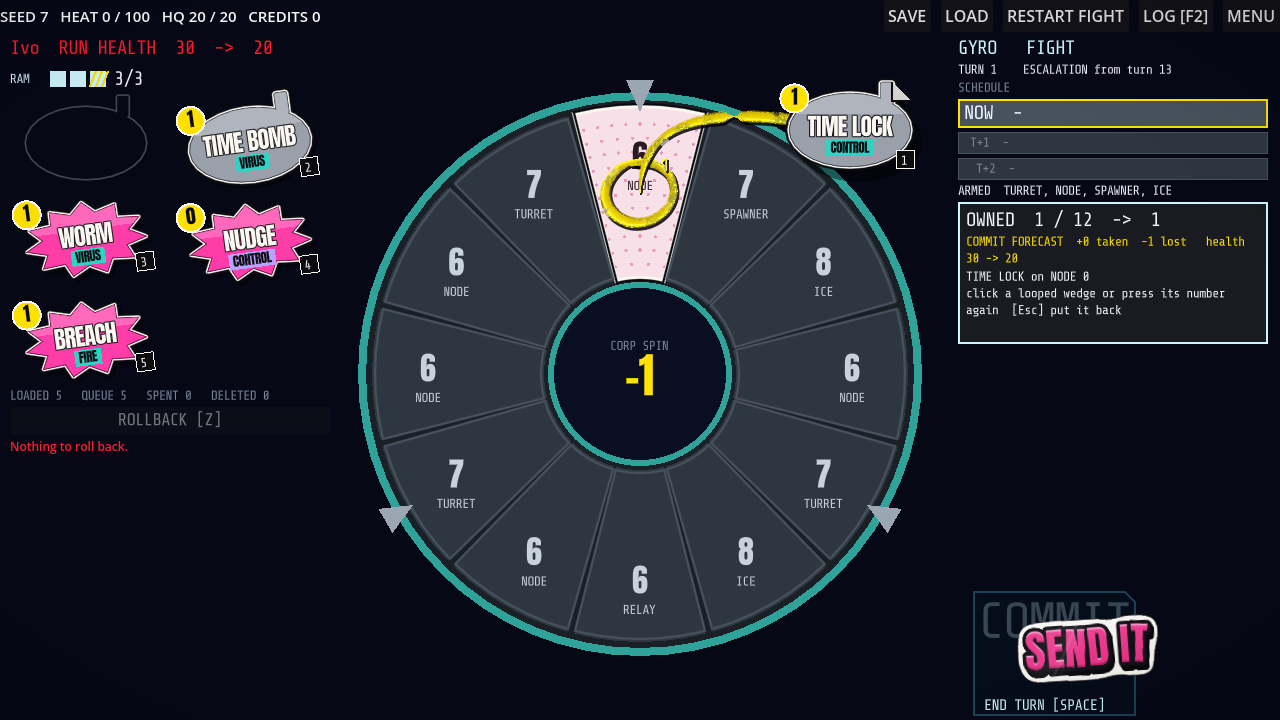 SEED 7 HEAT 0 / 100 HQ 20 / 20 CREDITS 0
SAVE LOAD RESTART FIGHT LOG [F2] MENU
Ivo RUN HEALTH 30 -> 20
RAM 3/3
1 TIME BOMB VIRUS 2
1 WORM VIRUS 3
0 NUDGE CONTROL 4
1 BREACH FIRE 5
LOADED 5 QUEUE 5 SPENT 0 DELETED 0
ROLLBACK [Z]
Nothing to roll back.
1 TIME LOCK CONTROL 1
6 NODE 1
7 SPAWNER
8 ICE
6 NODE
7 TURRET
8 ICE
6 RELAY
6 NODE
7 TURRET
6 NODE
6 NODE
7 TURRET
CORP SPIN
-1
GYRO FIGHT
TURN 1 ESCALATION from turn 13
SCHEDULE
NOW -
T+1 -
T+2 -
ARMED TURRET, NODE, SPAWNER, ICE
OWNED 1 / 12 -> 1
COMMIT FORECAST +0 taken -1 lost health
30 -> 20
TIME LOCK on NODE 0
click a looped wedge or press its number
again [Esc] put it back
COMMIT
SEND IT
END TURN [SPACE]